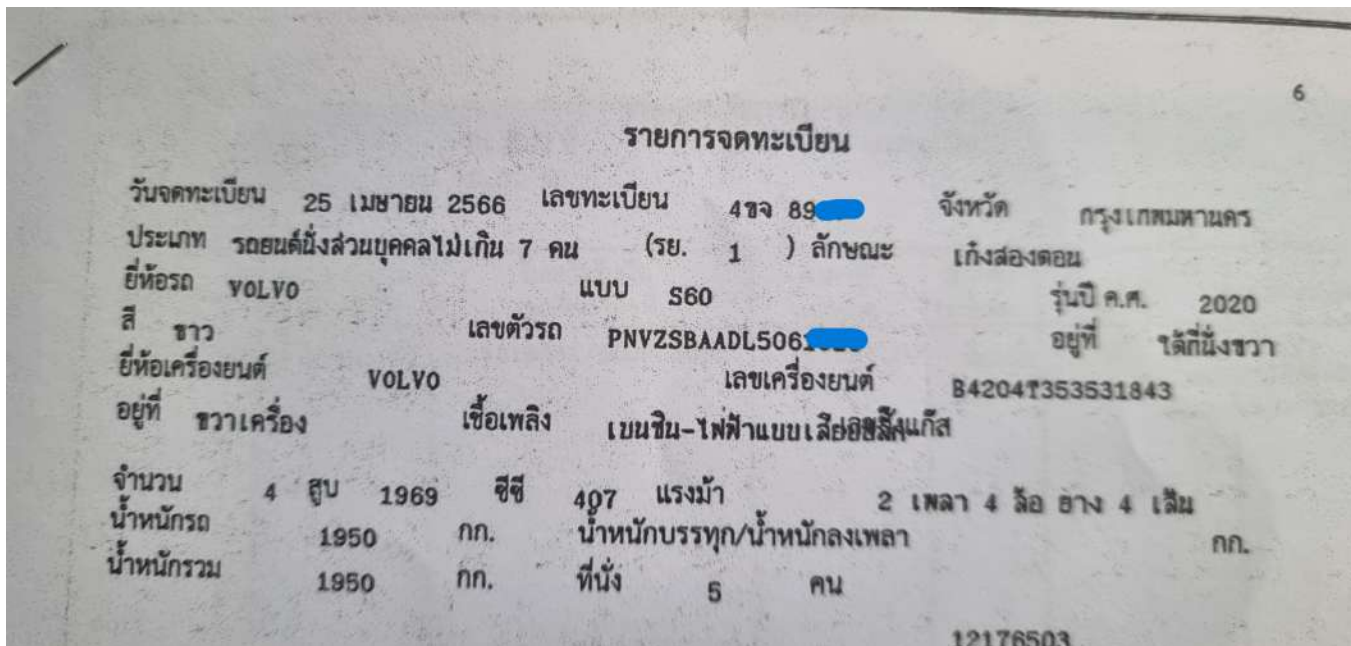 6
รายการจดทะเบียน
วันจดทะเบียน 25 เมษายน 2566 เลขทะเบียน 4ขจ 89 จังหวัด กรุงเทพมหานคร
ประเภท รถยนต์นั่งส่วนบุคคลไม่เกิน 7 คน (รย. 1 ) ลักษณะ เก๋งสองตอน
ยี่ห้อรถ VOLVO แบบ S60 รุ่นปี ค.ศ. 2020
สี ขาว เลขตัวรถ PNVZSBAADL506 อยู่ที่ ใต้ที่นั่งขวา
ยี่ห้อเครื่องยนต์ VOLVO เลขเครื่องยนต์ B4204T353531843
อยู่ที่ ขวาเครื่อง เชื้อเพลิง เบนซิน-ไฟฟ้าแบบเสียบปลั๊ก
จำนวน 4 สูบ 1969 ซีซี 407 แรงม้า 2 เพลา 4 ล้อ ยาง 4 เส้น
น้ำหนักรถ 1950 กก. น้ำหนักบรรทุก/น้ำหนักลงเพลา กก.
น้ำหนักรวม 1950 กก. ที่นั่ง 5 คน
12176503